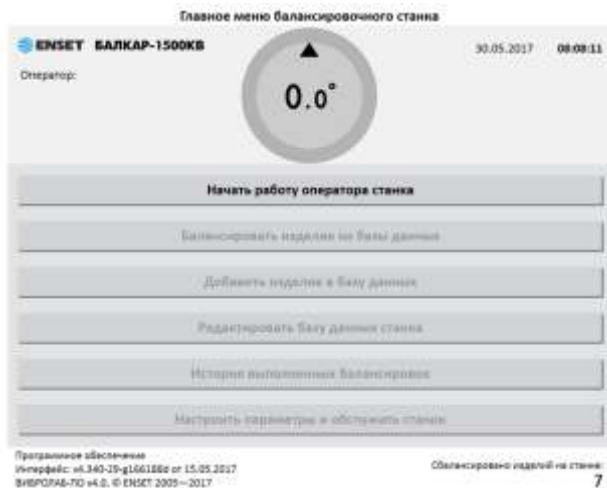 Главное меню балансировочного станка
ENSET БАЛКАР-1500КВ
30.05.2017 08:08:11
Оператор:
0.0°
Начать работу оператора станка
Балансировать изделие из базы данных
Добавить изделие в базу данных
Редактировать базу данных станка
История выполненных балансировок
Настроить параметры и обслужить станок
Программное обеспечение
Интерфейс: v4.340-29-g166188d от 15.05.2017
ВИБРОЛАБ-ПО v4.0, © ENSET 2005—2017
Сбалансировано изделий на станке:
7